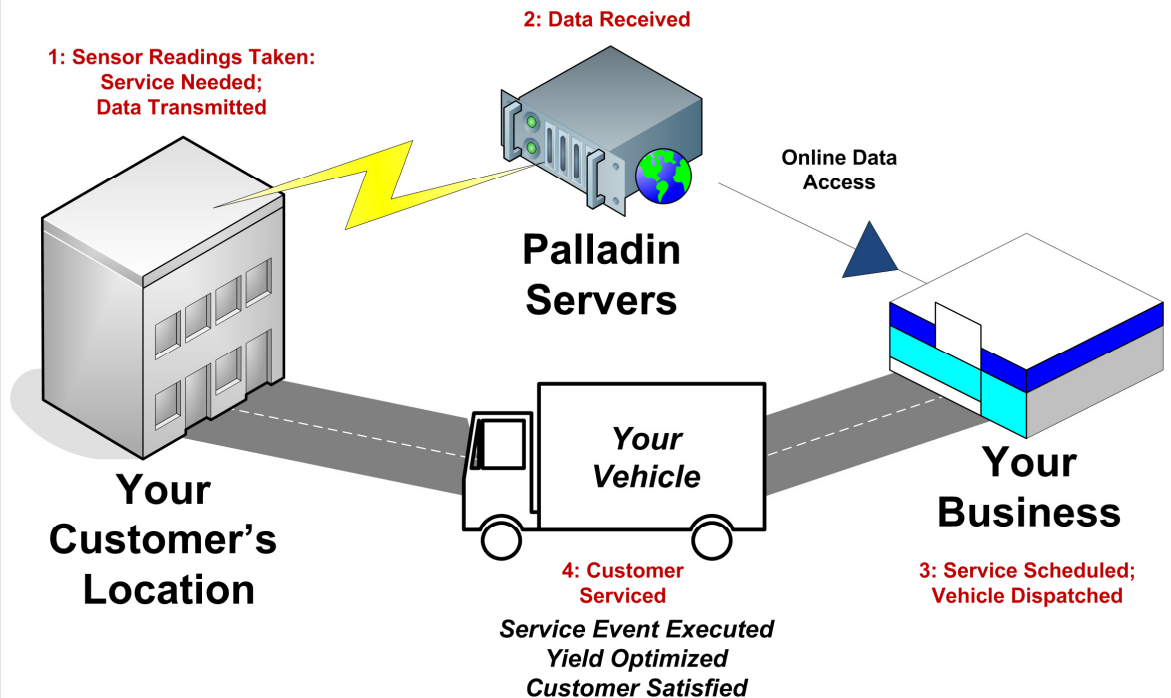 2: Data Received
1: Sensor Readings Taken:
Service Needed;
Data Transmitted
Online Data
Access
Palladin
Servers
Your
Vehicle
Your
Customer's
Location
Your
Business
4: Customer
Serviced
3: Service Scheduled;
Vehicle Dispatched
Service Event Executed
Yield Optimized
Customer Satisfied